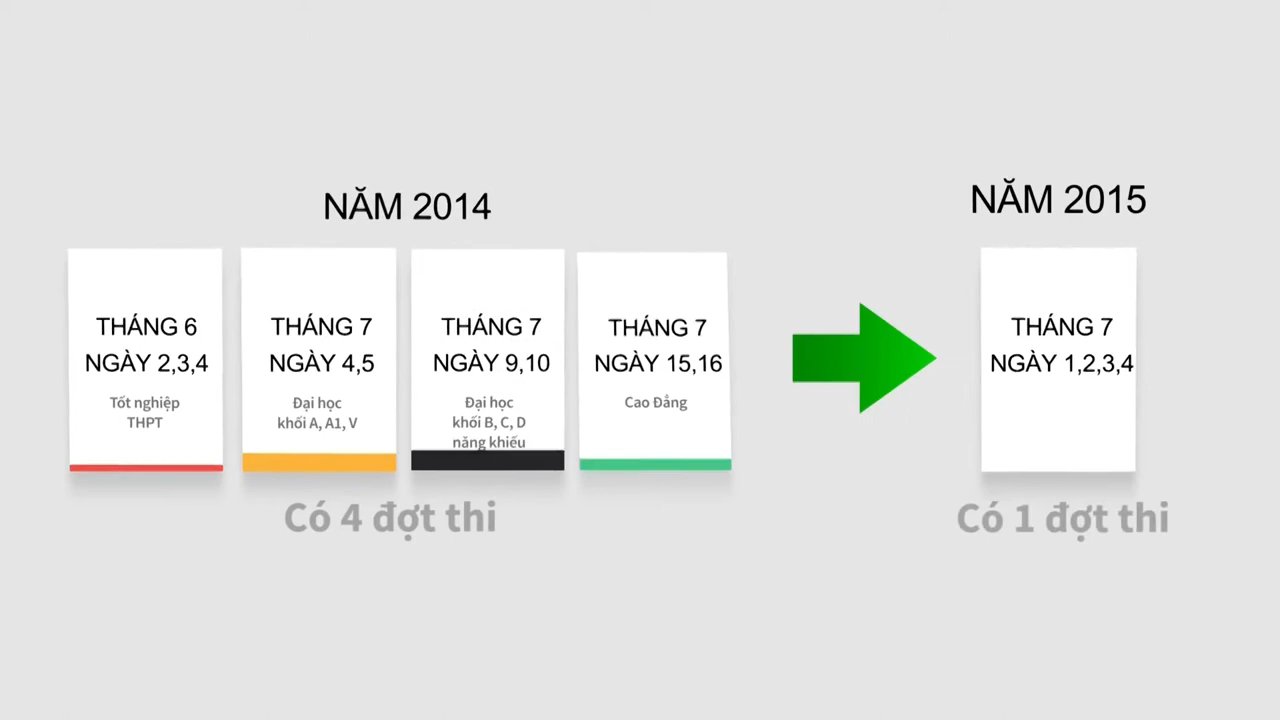 NĂM 2014
THÁNG 6
NGÀY 2,3,4
Tốt nghiệp
THPT
THÁNG 7
NGÀY 4,5
Đại học
khối A, A1, V
THÁNG 7
NGÀY 9,10
Đại học
khối B, C, D
năng khiếu
THÁNG 7
NGÀY 15,16
Cao Đẳng
Có 4 đợt thi
NĂM 2015
THÁNG 7
NGÀY 1,2,3,4
Có 1 đợt thi